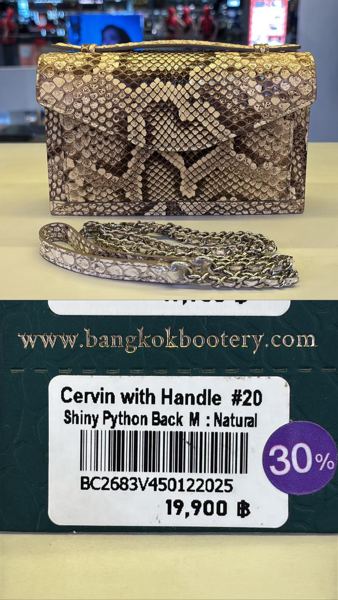 www.bangkokbootery.com
Cervin with Handle #20
Shiny Python Back M : Natural
BC2683V450122025
19,900 ฿
30%